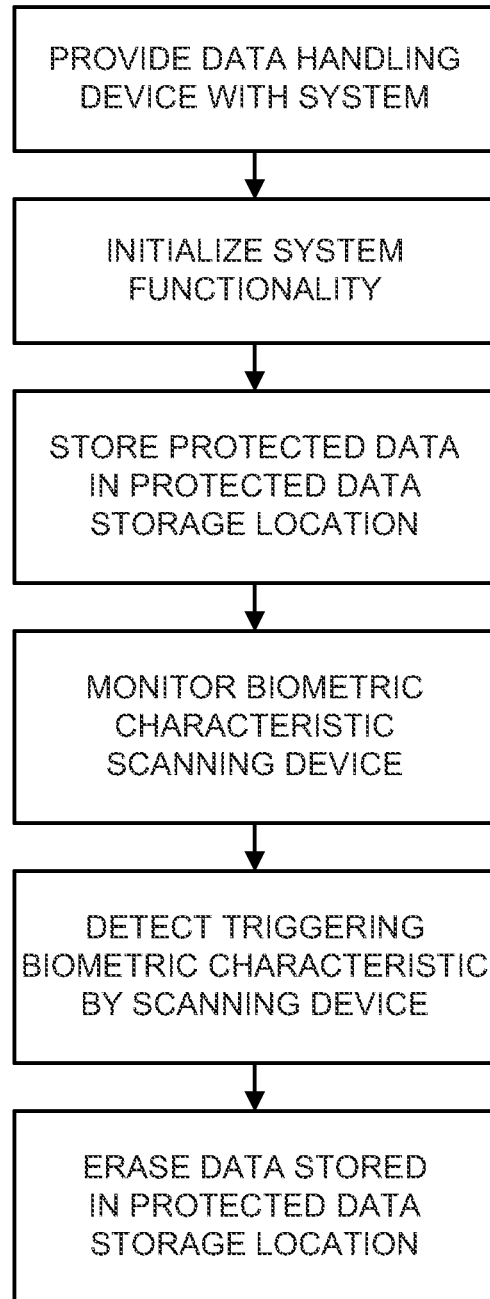 PROVIDE DATA HANDLING
DEVICE WITH SYSTEM
INITIALIZE SYSTEM
FUNCTIONALITY
STORE PROTECTED DATA
IN PROTECTED DATA
STORAGE LOCATION
MONITOR BIOMETRIC
CHARACTERISTIC
SCANNING DEVICE
DETECT TRIGGERING
BIOMETRIC CHARACTERISTIC
BY SCANNING DEVICE
ERASE DATA STORED
IN PROTECTED DATA
STORAGE LOCATION